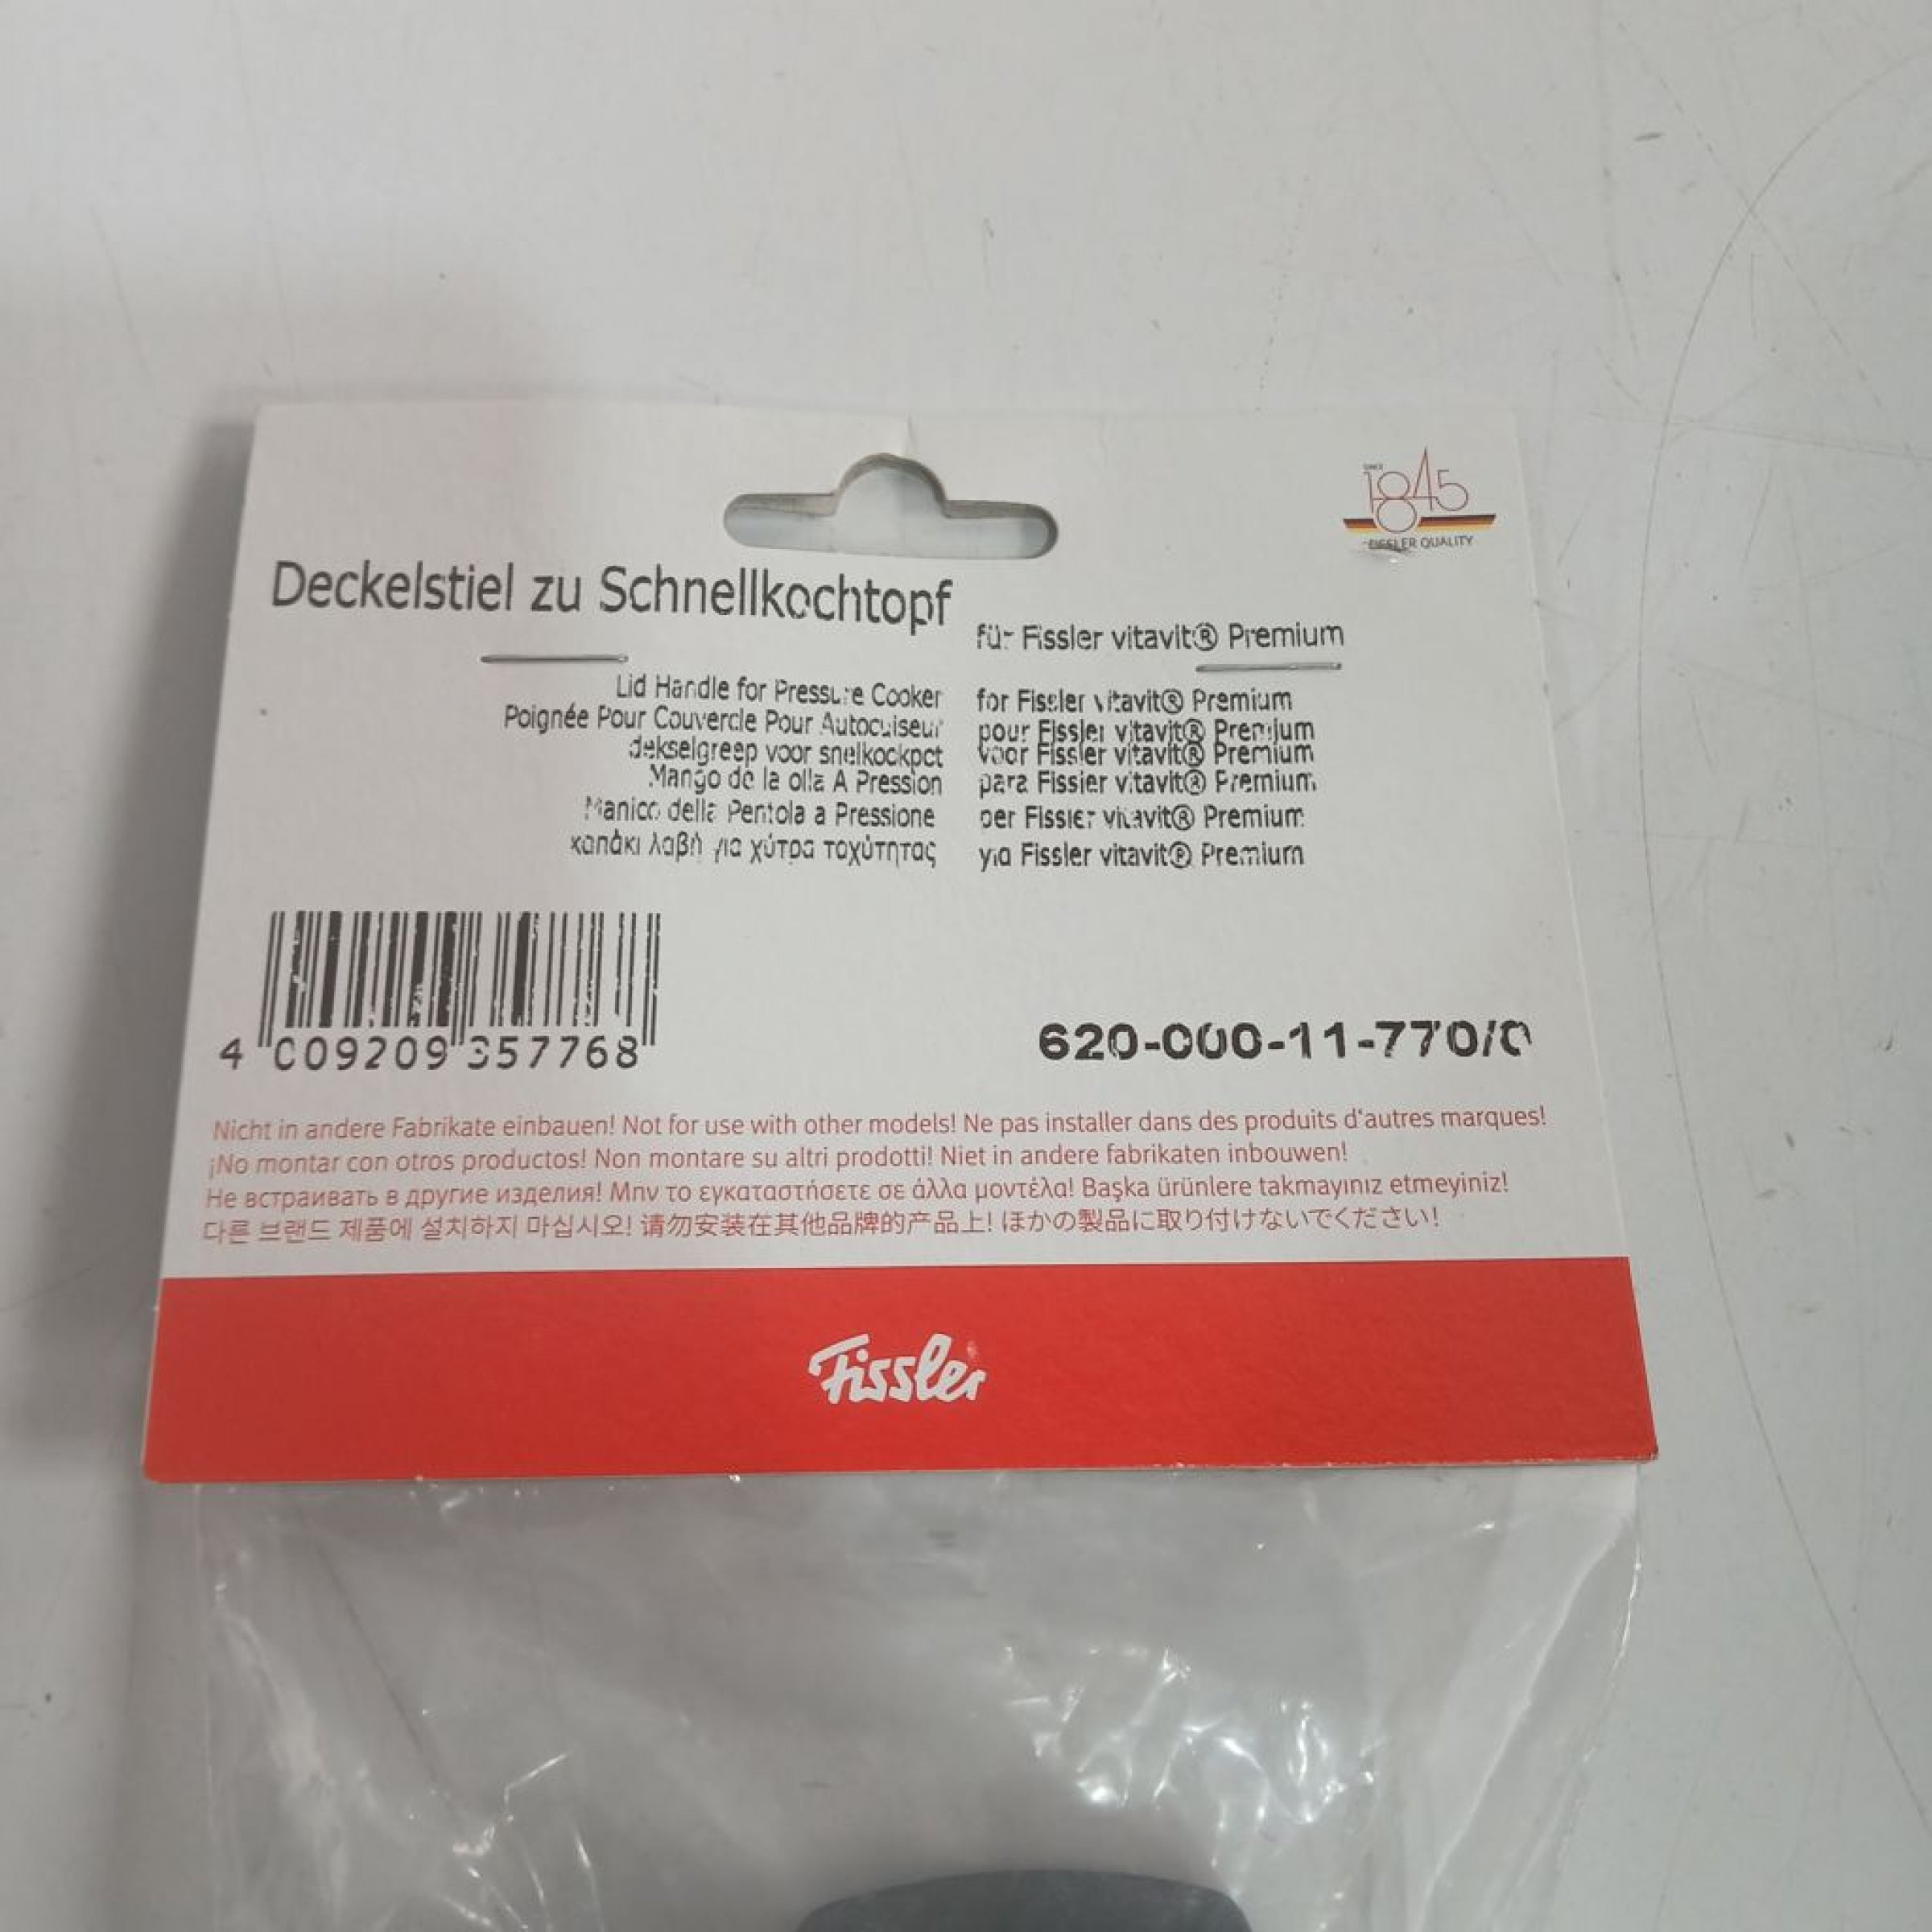 SINCE
1845
FISSLER QUALITY
Deckelstiel zu Schnellkochtopf
für Fissler vitavit® Premium
Lid Handle for Pressure Cooker for Fissler vitavit® Premium
Poignée Pour Couvercle Pour Autocuiseur pour Fissler vitavit® Premium
dekselgreep voor snelkockpot voor Fissler vitavit® Premium
Mango de la olla A Pression para Fissler vitavit® Premium
Manico della Pentola a Pressione per Fissler vitavit® Premium
καπάκι λαβή για χύτρα ταχύτητας για Fissler vitavit® Premium
4 009209 357768
620-000-11-770/0
Nicht in andere Fabrikate einbauen! Not for use with other models! Ne pas installer dans des produits d'autres marques!
¡No montar con otros productos! Non montare su altri prodotti! Niet in andere fabrikaten inbouwen!
Не встраивать в другие изделия! Μην το εγκαταστήσετε σε άλλα μοντέλα! Başka ürünlere takmayınız etmeyiniz!
다른 브랜드 제품에 설치하지 마십시오! 请勿安装在其他品牌的产品上! ほかの製品に取り付けないでください!
Fissler